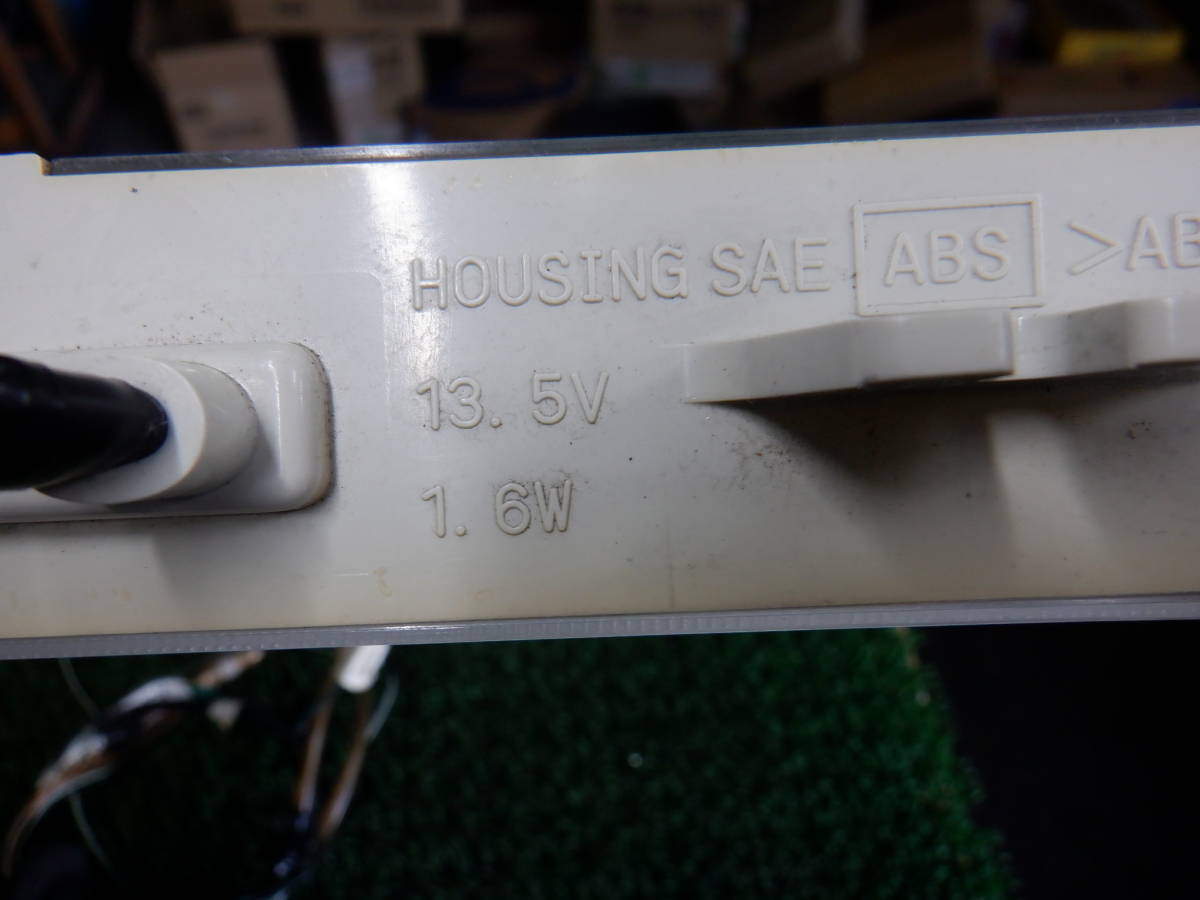 HOUSING SAE ABS >AB
13.5V
1.6W